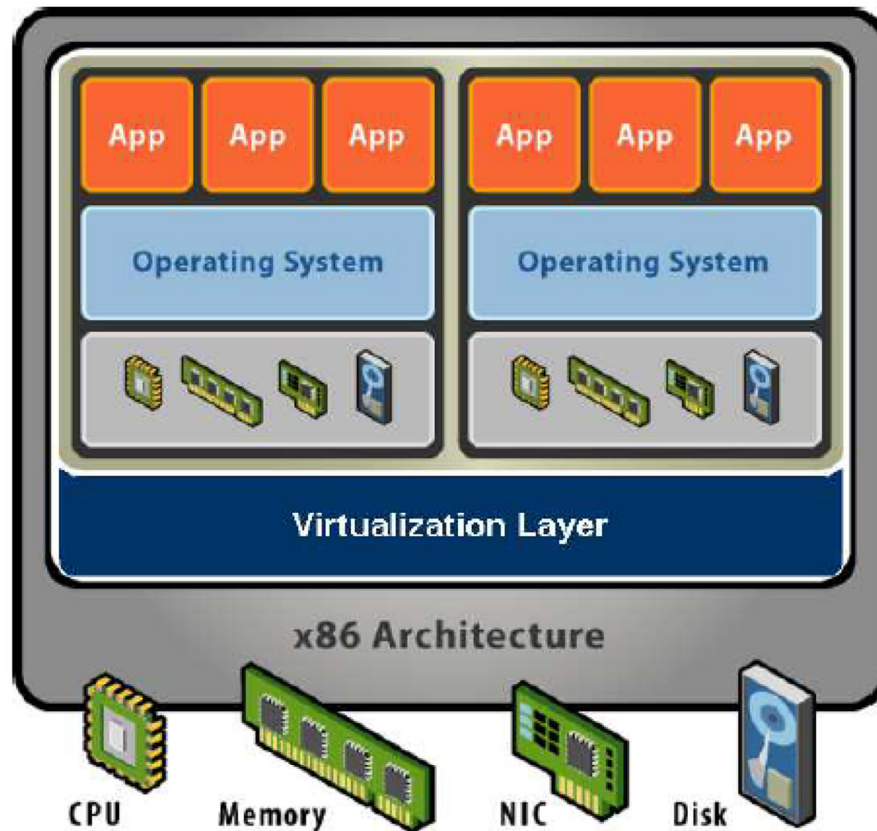 App App App App App App
Operating System Operating System
Virtualization Layer
x86 Architecture
CPU Memory NIC Disk